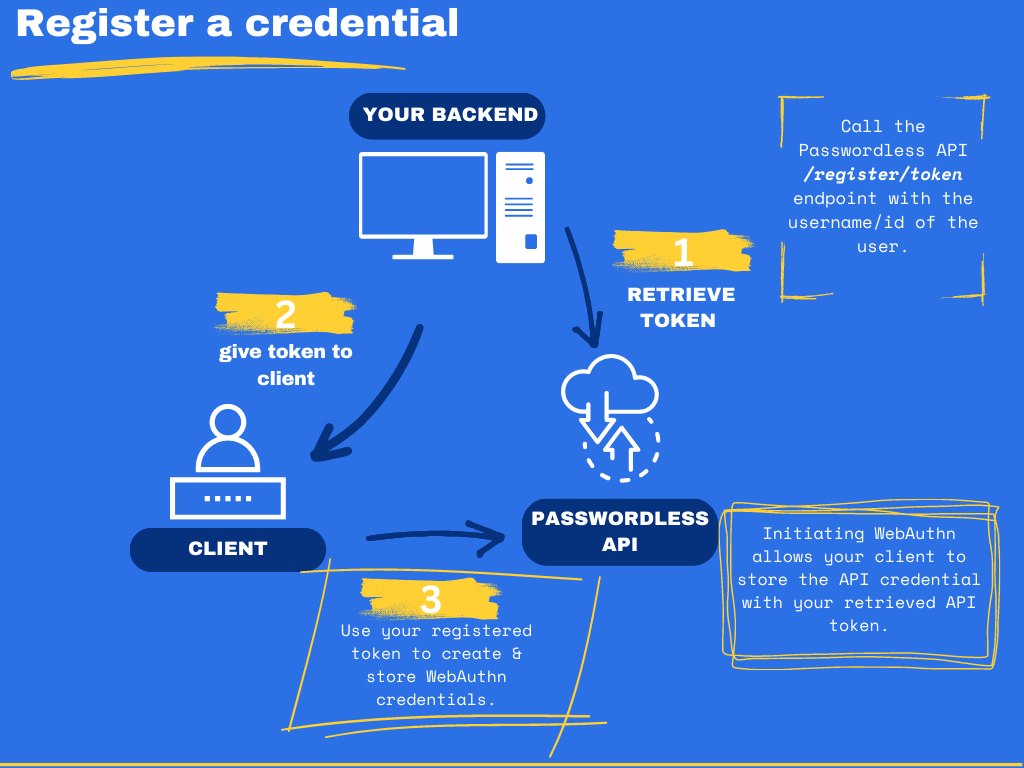 Register a credential
YOUR BACKEND
Call the
Passwordless API
/register/token
endpoint with the
username/id of the
user.
1
RETRIEVE
TOKEN
2
give token to
client
CLIENT
PASSWORDLESS
API
Initiating WebAuthn
allows your client to
store the API credential
with your retrieved API
token.
3
Use your registered
token to create &
store WebAuthn
credentials.